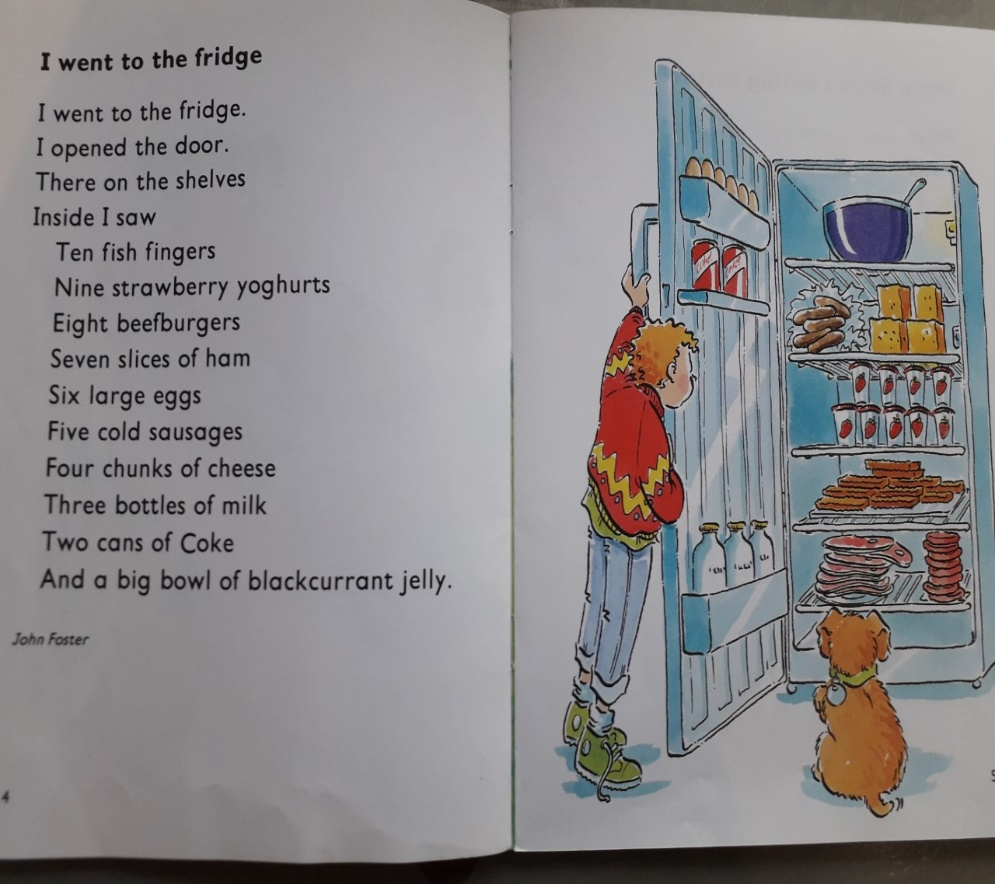 I went to the fridge
I went to the fridge.
I opened the door.
There on the shelves
Inside I saw
Ten fish fingers
Nine strawberry yoghurts
Eight beefburgers
Seven slices of ham
Six large eggs
Five cold sausages
Four chunks of cheese
Three bottles of milk
Two cans of Coke
And a big bowl of blackcurrant jelly.
John Foster
4
5